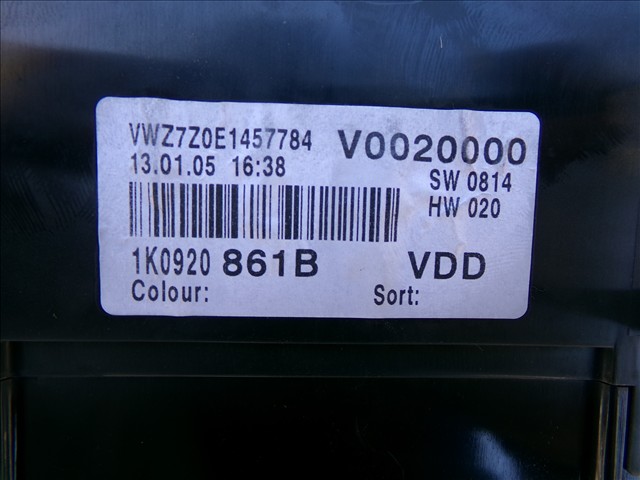 VWZ7Z0E1457784 V0020000
13.01.05 16:38 SW 0814
HW 020
1K0920 861B VDD
Colour: Sort: